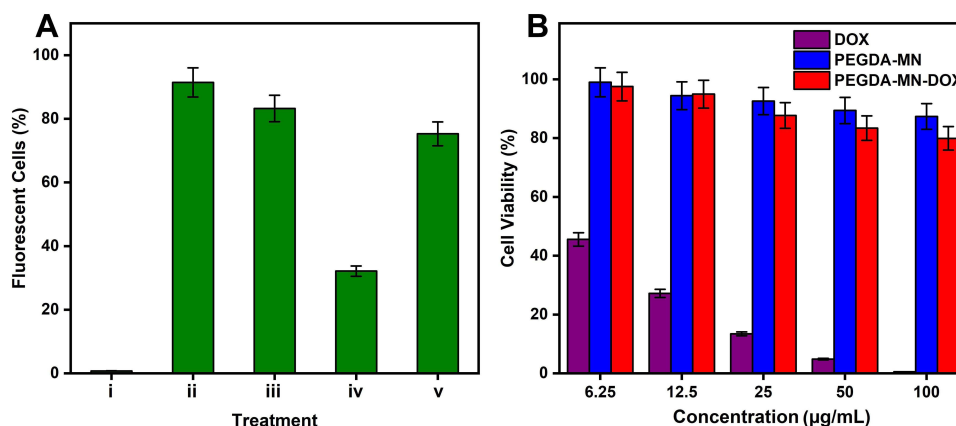 A
Fluorescent Cells (%)
100
80
60
40
20
0
i ii iii iv v
Treatment
B
DOX
PEGDA-MN
PEGDA-MN-DOX
Cell Viability (%)
100
80
60
40
20
0
6.25 12.5 25 50 100
Concentration (µg/mL)